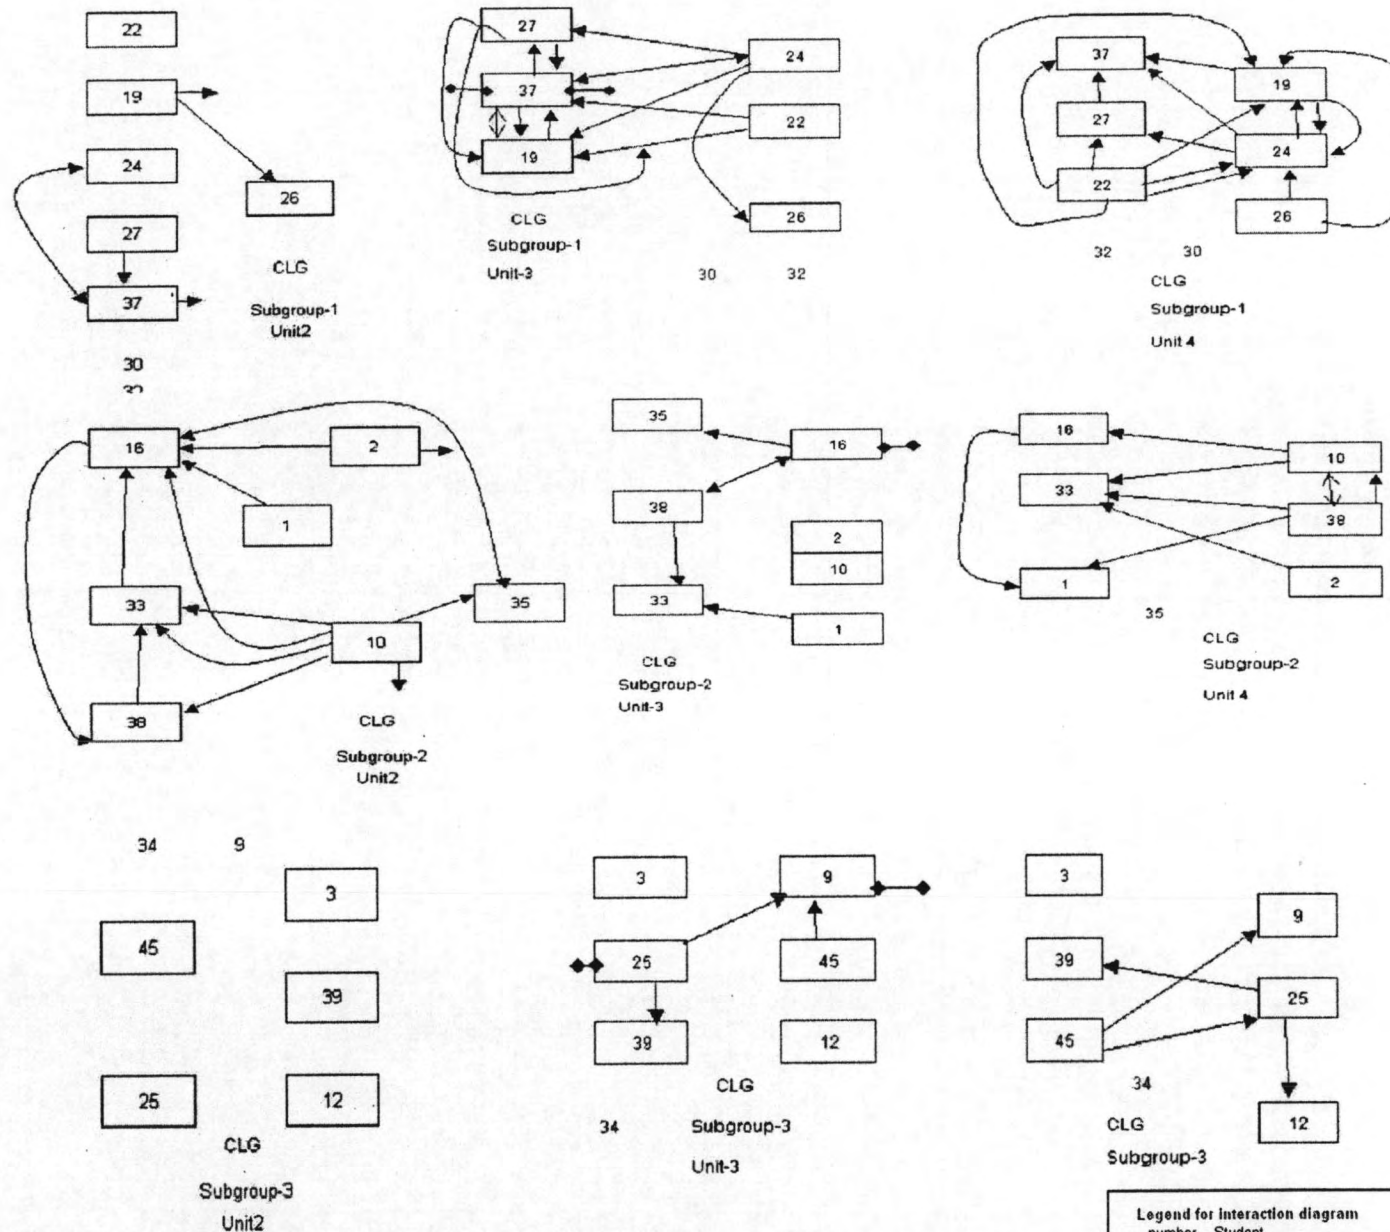 22
19
24
26
27
37
CLG
Subgroup-1
Unit2
30
32
27
24
37
22
19
26
CLG
Subgroup-1
Unit-3
30
32
37
19
27
24
22
26
32
30
CLG
Subgroup-1
Unit 4
16
2
1
33
35
10
38
CLG
Subgroup-2
Unit2
35
16
38
2
10
33
1
CLG
Subgroup-2
Unit-3
16
10
33
38
1
2
35
CLG
Subgroup-2
Unit 4
34
9
3
45
39
25
12
CLG
Subgroup-3
Unit2
3
9
25
45
39
12
CLG
34
Subgroup-3
Unit-3
3
9
39
25
45
34
12
CLG
Subgroup-3
Legend for interaction diagram
number - Student